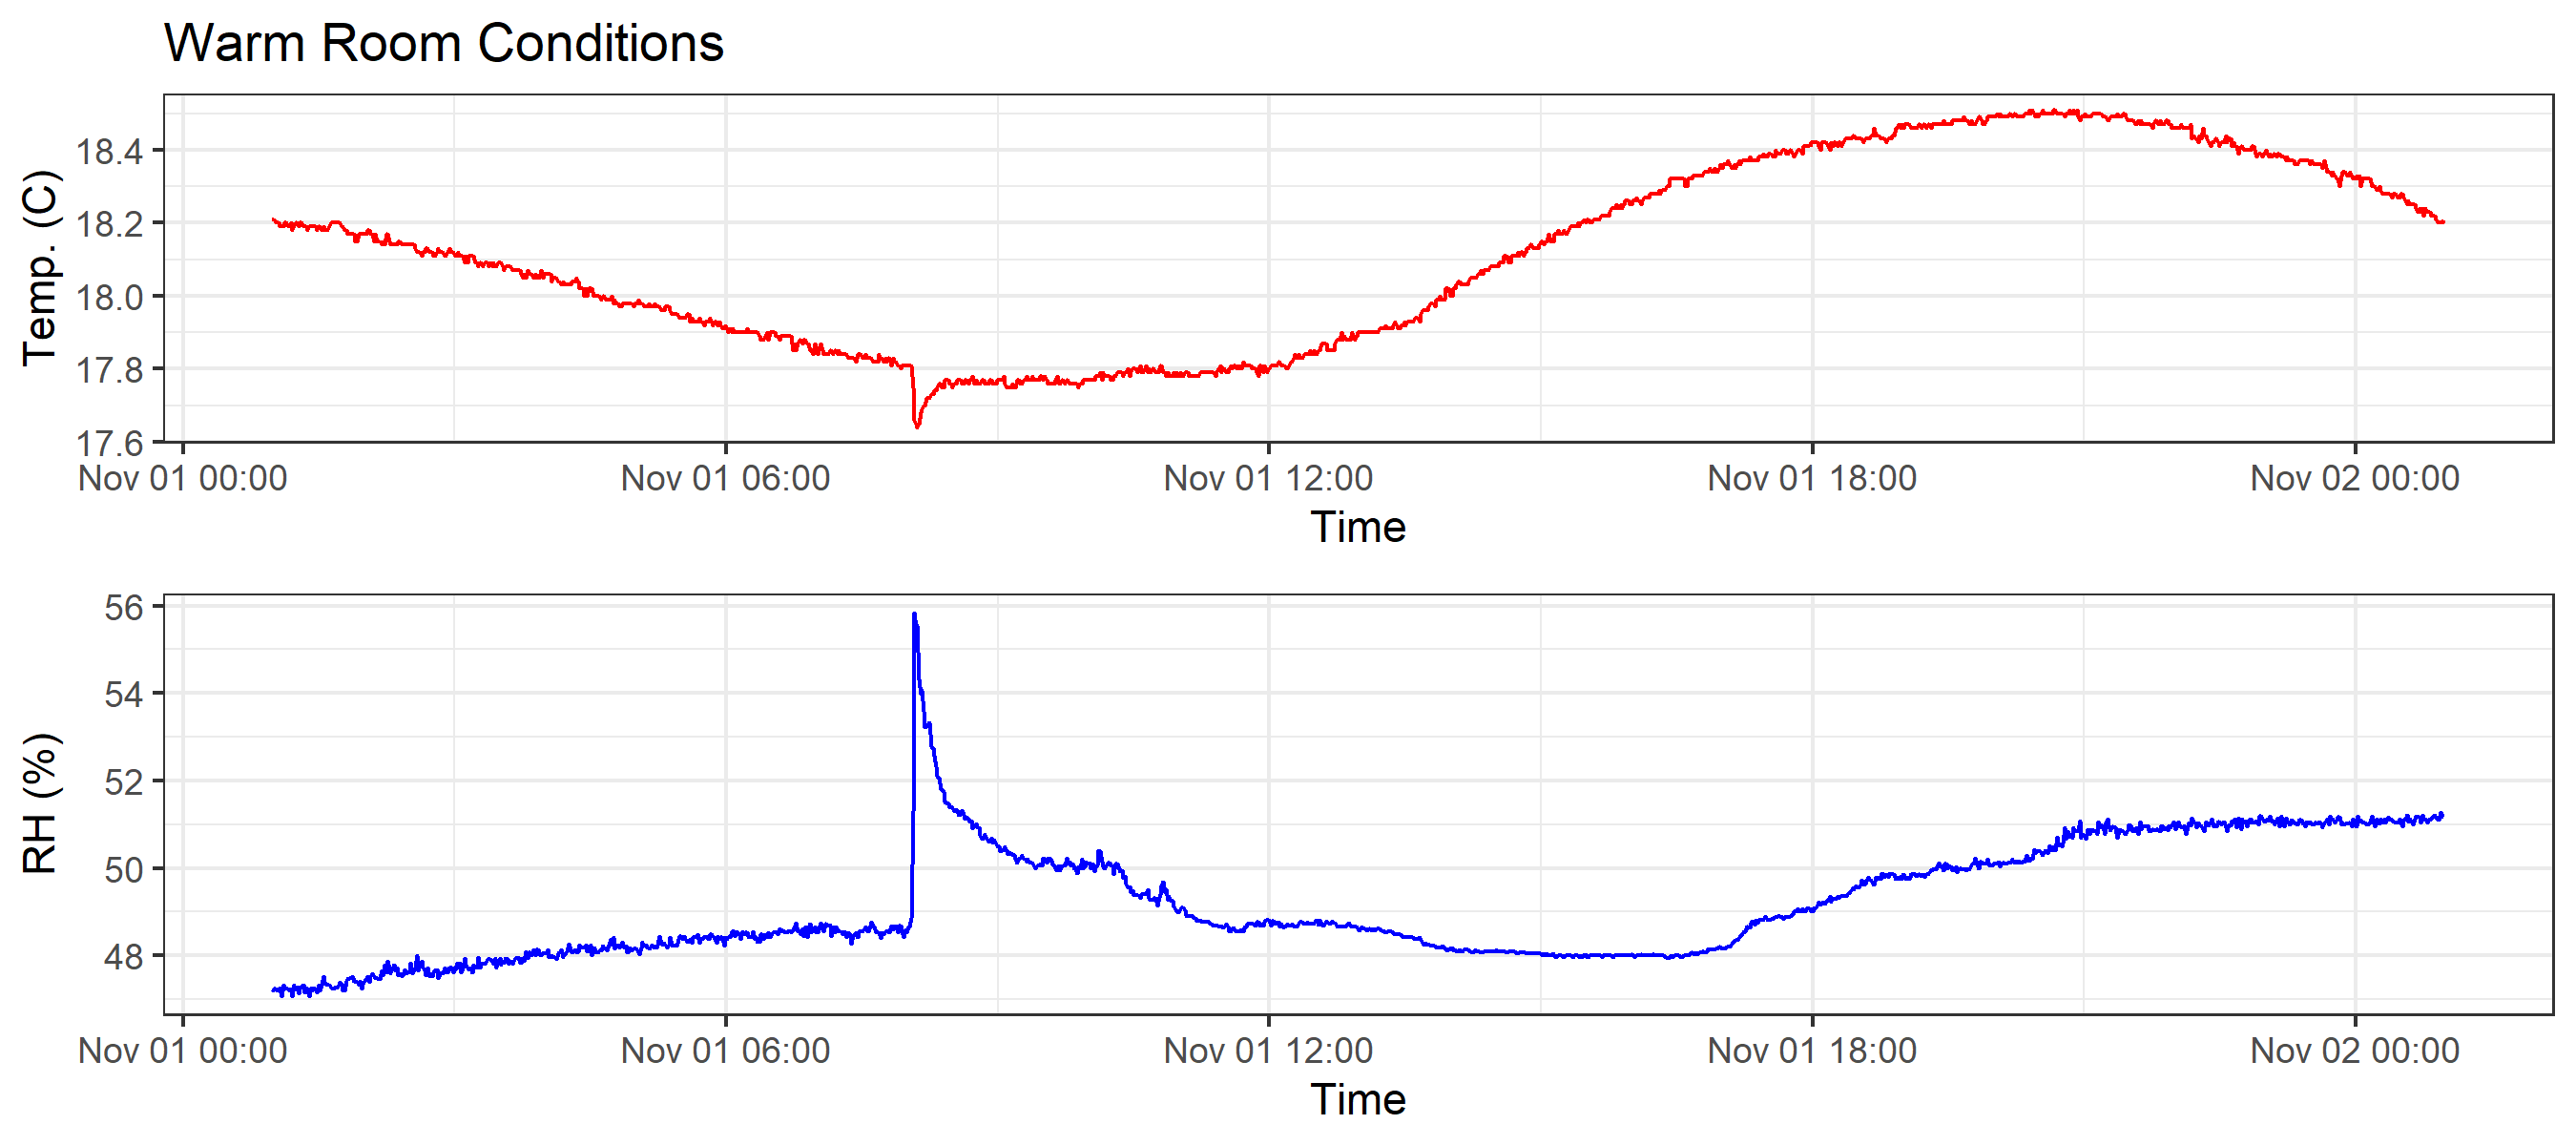 Warm Room Conditions
Temp. (C)
18.4
18.2
18.0
17.8
17.6
Nov 01 00:00 Nov 01 06:00 Nov 01 12:00 Nov 01 18:00 Nov 02 00:00
Time
RH (%)
56
54
52
50
48
Nov 01 00:00 Nov 01 06:00 Nov 01 12:00 Nov 01 18:00 Nov 02 00:00
Time